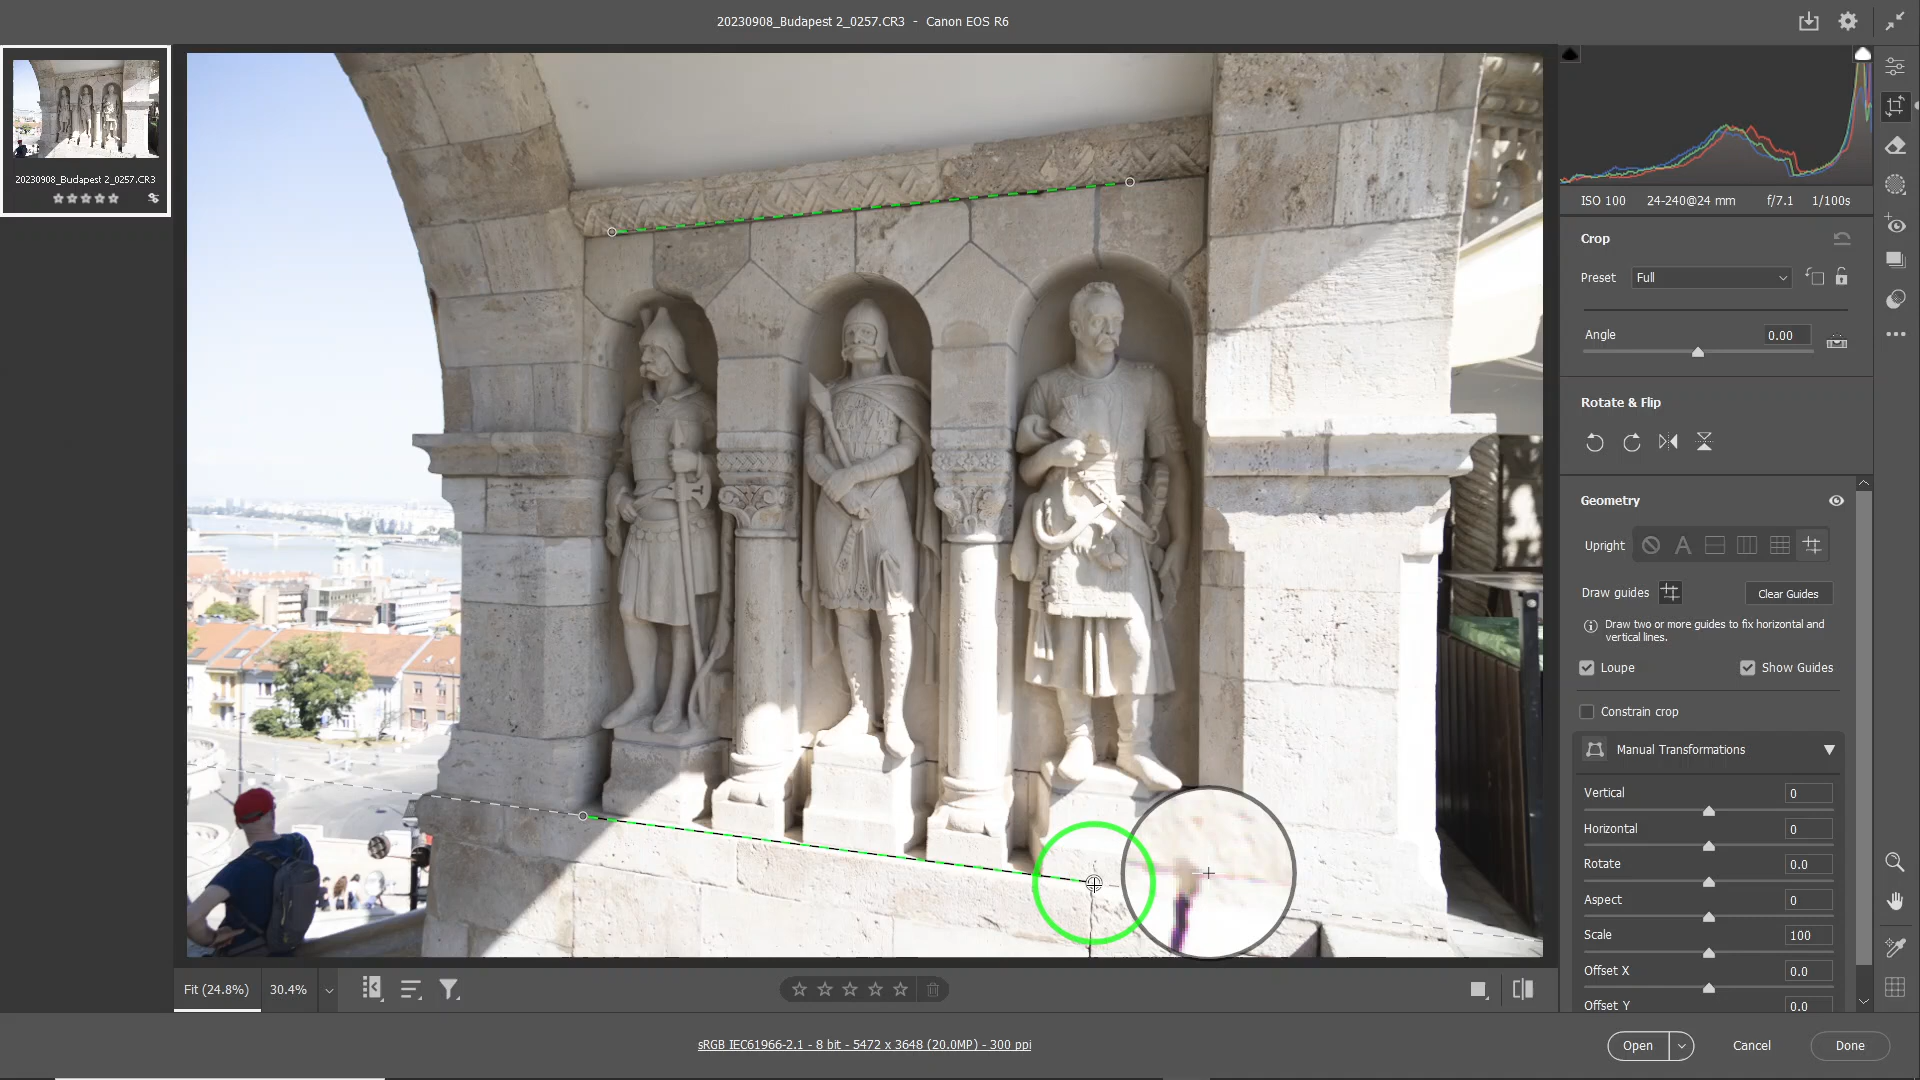 20230908_Budapest 2_0257.CR3 - Canon EOS R6
20230908_Budapest 2_0257.CR3
ISO 100 24-240@24 mm f/7.1 1/100s
Crop
Preset Full
Angle 0.00
Rotate & Flip
Geometry
Upright A
Draw guides Clear Guides
Draw two or more guides to fix horizontal and
vertical lines.
Loupe Show Guides
Constrain crop
Manual Transformations
Vertical 0
Horizontal 0
Rotate 0.0
Aspect 0
Scale 100
Offset X 0.0
Offset Y 0.0
Fit (24.8%) 30.4%
sRGB IEC61966-2.1 - 8 bit - 5472 x 3648 (20.0MP) - 300 ppi
Open Cancel Done